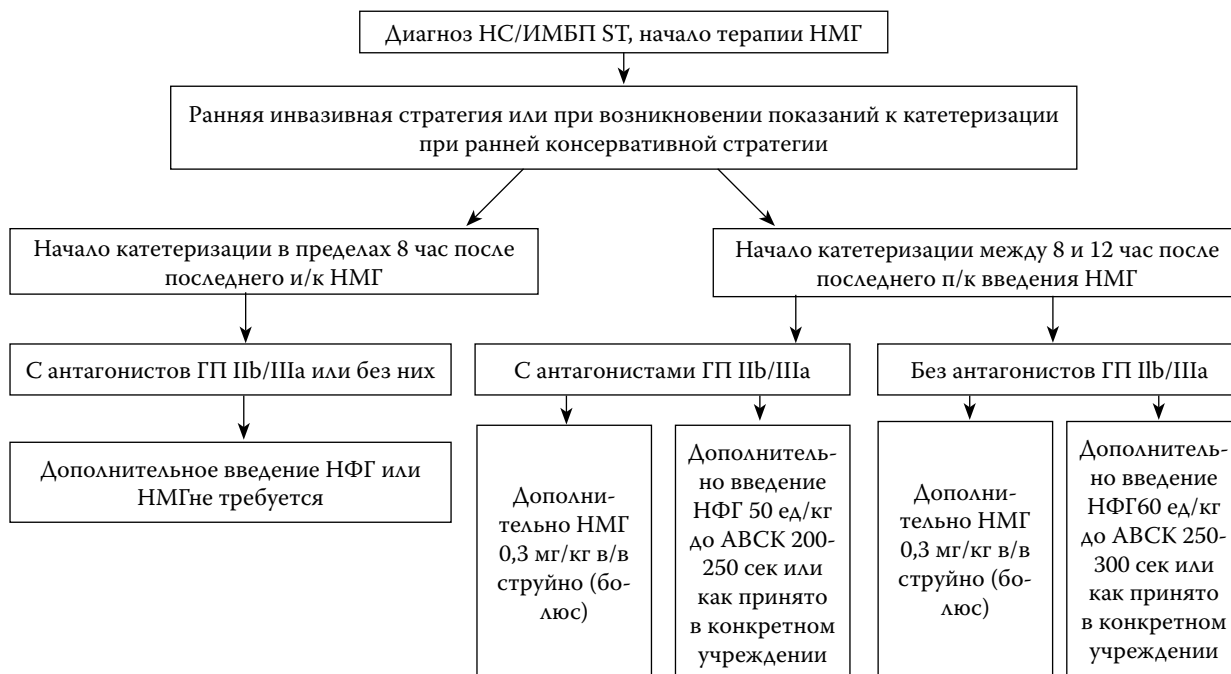 Диагноз НС/ИМБП ST, начало терапии НМГ
Ранняя инвазивная стратегия или при возникновении показаний к катетеризации
при ранней консервативной стратегии
Начало катетеризации в пределах 8 час после
последнего и/к НМГ
Начало катетеризации между 8 и 12 час после
последнего п/к введения НМГ
С антагонистов ГП IIb/IIIa или без них
С антагонистами ГП IIb/IIIa
Без антагонистов ГП IIb/IIIa
Дополнительное введение НФГ или
НМГне требуется
Дополни-
тельно НМГ
0,3 мг/кг в/в
струйно (бо-
люс)
Дополнитель-
но введение
НФГ 50 ед/кг
до АВСК 200-
250 сек или
как принято
в конкретном
учреждении
Дополни-
тельно НМГ
0,3 мг/кг в/в
струйно (бо-
люс)
Дополнитель-
но введение
НФГ60 ед/кг
до АВСК 250-
300 сек или
как принято
в конкретном
учреждении